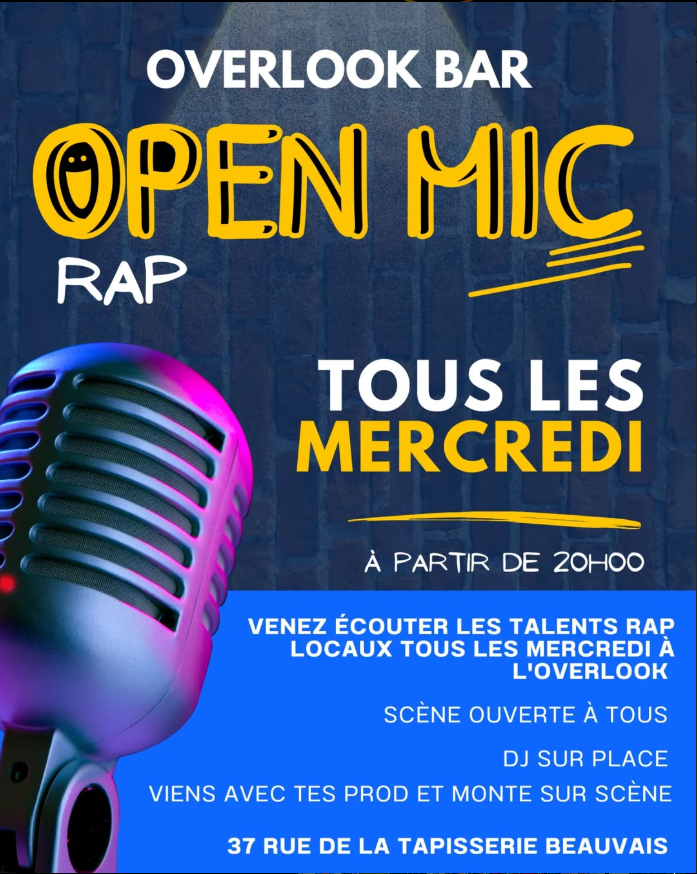 OVERLOOK BAR
OPEN MIC
RAP
TOUS LES
MERCREDI
À PARTIR DE 20H00
VENEZ ÉCOUTER LES TALENTS RAP
LOCAUX TOUS LES MERCREDI À
L'OVERLOOK
SCÈNE OUVERTE À TOUS
DJ SUR PLACE
VIENS AVEC TES PROD ET MONTE SUR SCÈNE
37 RUE DE LA TAPISSERIE BEAUVAIS